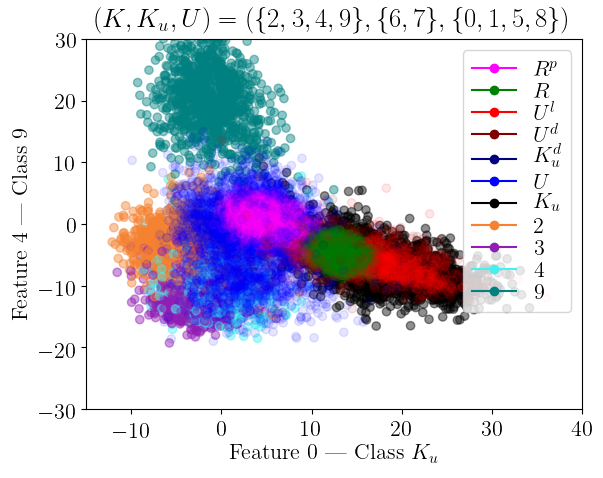 (K, K_u, U) = ({2, 3, 4, 9}, {6, 7}, {0, 1, 5, 8})
30
20
10
0
−10
−20
−30
Feature 4 — Class 9
R^p
R
U^l
U^d
K_u^d
U
K_u
2
3
4
9
−10
0
10
20
30
40
Feature 0 — Class K_u